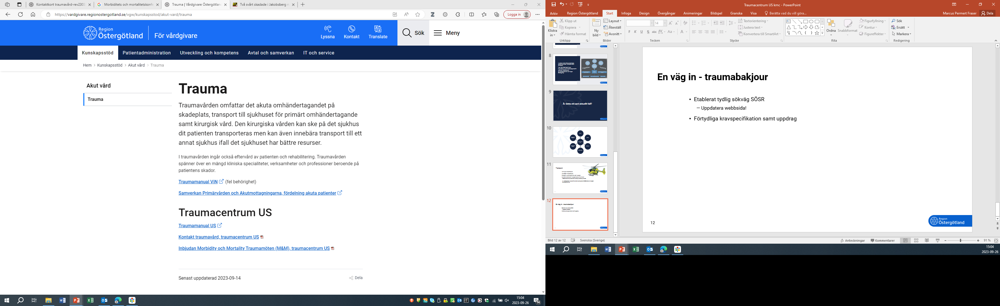 Kontaktkort traumavård-rev2303
Morbiditets och mortalitetskonfe
Trauma | Vårdgivare Östergötland
Två svårt skadade i Jakobsberg n
https://vardgivare.regionostergotland.se/vgw/kunskapsstod/akut-vard/trauma
Logga in
Region
Östergötland
För vårdgivare
Lyssna
Kontakt
Translate
Sök
Meny
Kunskapsstöd
Patientadministration
Utveckling och kompetens
Avtal och samverkan
IT och service
Hem > Kunskapsstöd > Akut vård > Trauma
Akut vård
Trauma
Trauma
Traumavården omfattar det akuta omhändertagandet på
skadeplats, transport till sjukhuset för primärt omhändertagande
samt kirurgisk vård. Den kirurgiska vården kan ske på det sjukhus
dit patienten transporteras men kan även innebära transport till ett
annat sjukhus ifall det sjukhuset har bättre resurser.
I traumavården ingår också eftervård av patienten och rehabilitering. Traumavården
spänner över en mängd kliniska specialiteter, verksamheter och professioner beroende på
patientens skador.
Traumamanual ViN (fel behörighet)
Samverkan Primärvården och Akutmottagningarna, fördelning akuta patienter
Traumacentrum US
Traumamanual US
Kontakt traumavård, traumacentrum US
Inbjudan Morbidity och Mortality Traumamöten (M&M), traumacentrum US
Senast uppdaterad 2023-09-14
Dela
15:04
2023-09-26
14
Traumacentrum US kmc - PowerPoint
Arkiv
Region Östergötland
Start
Infoga
Design
Övergångar
Animeringar
Bildspel
Granska
Visa
Berätta vad du vill göra...
Marcus Permert Fraser
Dela
Klistra
in
Klipp ut
Kopiera
Hämta format
Urklipp
Ny
bild
Layout
Återställ
Avsnitt
Bilder
14
F K U S abc AV Aa A
Tecken
Textorientering
Justera text
Konvertera till SmartArt
Stycke
Ordna
Snabbformat
Figurfyllning
Kontur
Figureffekter
Rita
Sök
Ersätt
Markera
Redigering
8
9
Är detta ett sant aktuellt fall?
10
11
Transport
12
En väg in - traumabakjour
En väg in - traumabakjour
• Etablerat tydlig sökväg SÖSR
— Uppdatera webbsida!
• Förtydliga kravspecifikation samt uppdrag
12
Region
Östergötland
Bild 12 av 12
Svenska (Sverige)
Anteckningar
Kommentarer
91 %
15:04
2023-09-26